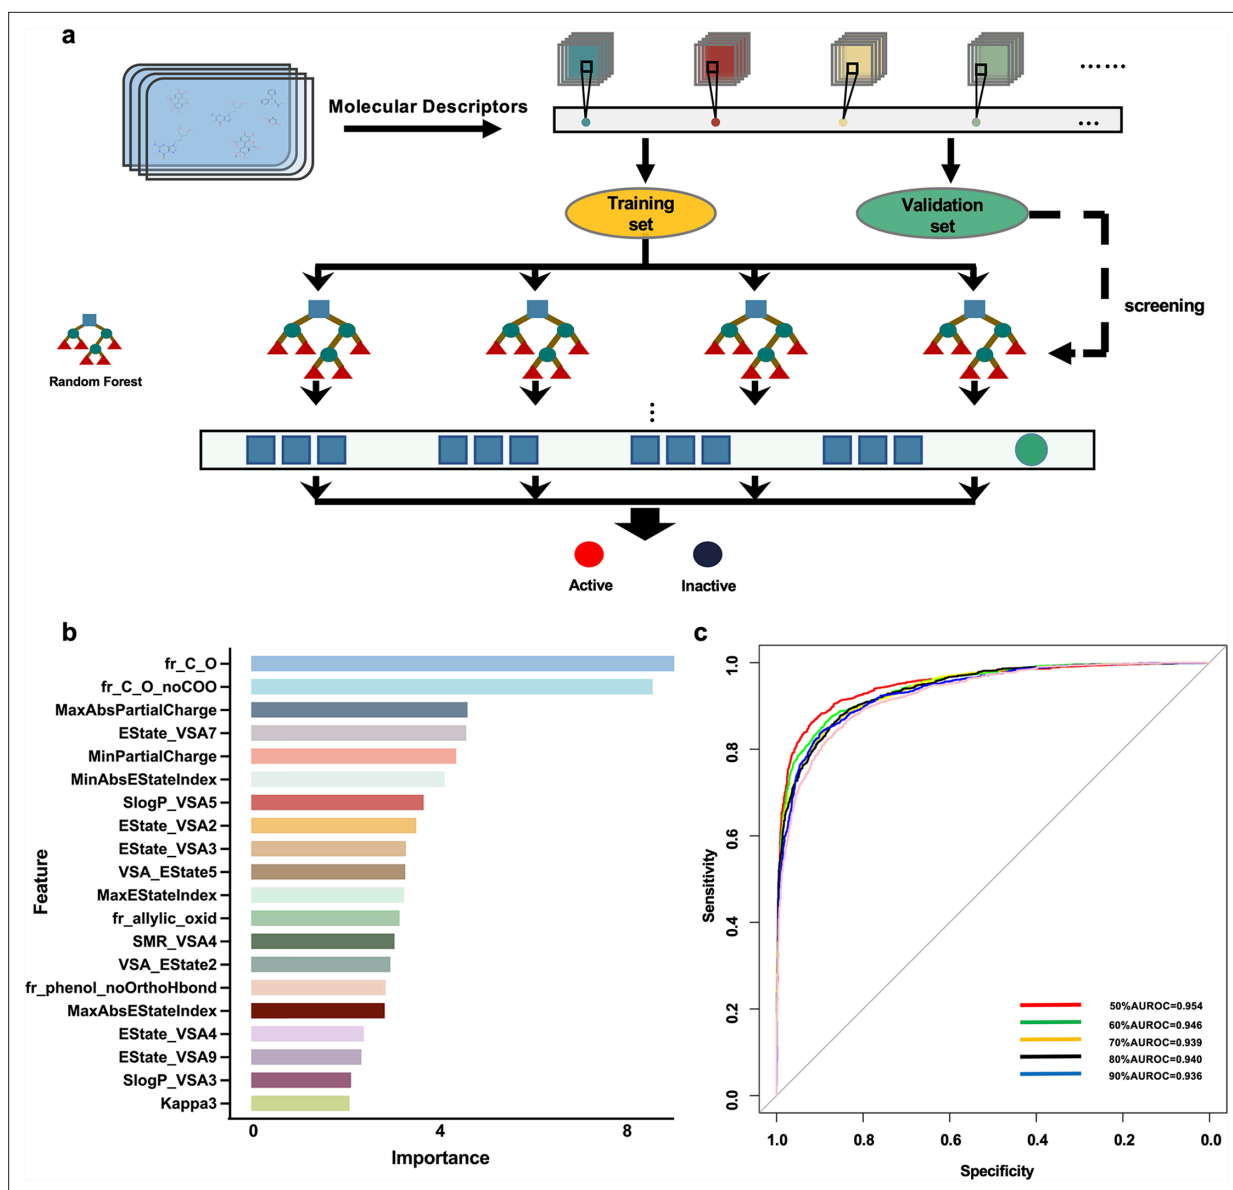 a
Molecular Descriptors
......
...
Training
set
Validation
set
screening
Random Forest
...
Active
Inactive
b
fr_C_O
fr_C_O_noCOO
MaxAbsPartialCharge
EState_VSA7
MinPartialCharge
MinAbsEStateIndex
SlogP_VSA5
EState_VSA2
EState_VSA3
VSA_EState5
MaxEStateIndex
fr_allylic_oxid
SMR_VSA4
VSA_EState2
fr_phenol_noOrthoHbond
MaxAbsEStateIndex
EState_VSA4
EState_VSA9
SlogP_VSA3
Kappa3
Feature
0 4 8
Importance
c
1.0
0.8
0.6
0.4
0.2
0.0
Sensitivity
50%AUROC=0.954
60%AUROC=0.946
70%AUROC=0.939
80%AUROC=0.940
90%AUROC=0.936
1.0 0.8 0.6 0.4 0.2 0.0
Specificity